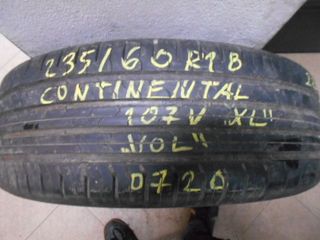 235/60 R18
CONTINENTAL
107V „XL"
„VOL"
0720